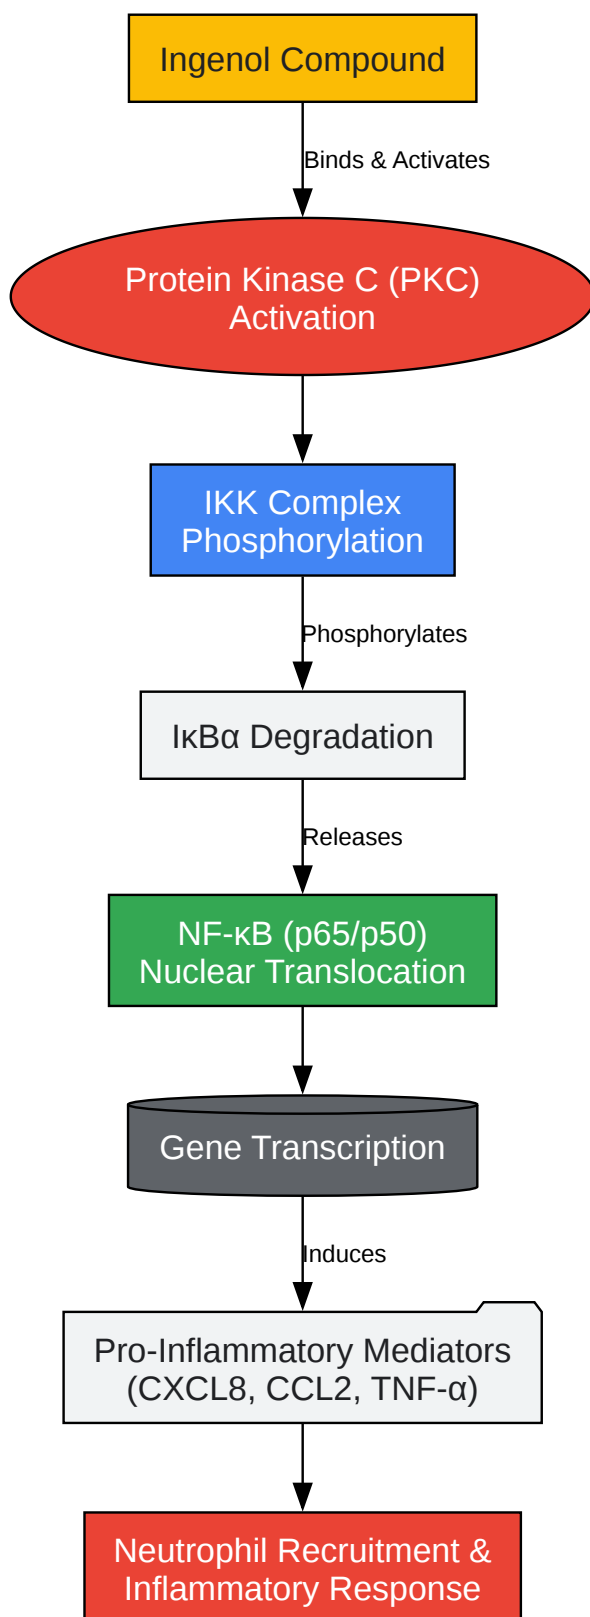 Ingenol Compound
Binds & Activates
Protein Kinase C (PKC)
Activation
IKK Complex
Phosphorylation
Phosphorylates
IκBα Degradation
Releases
NF-κB (p65/p50)
Nuclear Translocation
Gene Transcription
Induces
Pro-Inflammatory Mediators
(CXCL8, CCL2, TNF-α)
Neutrophil Recruitment &
Inflammatory Response